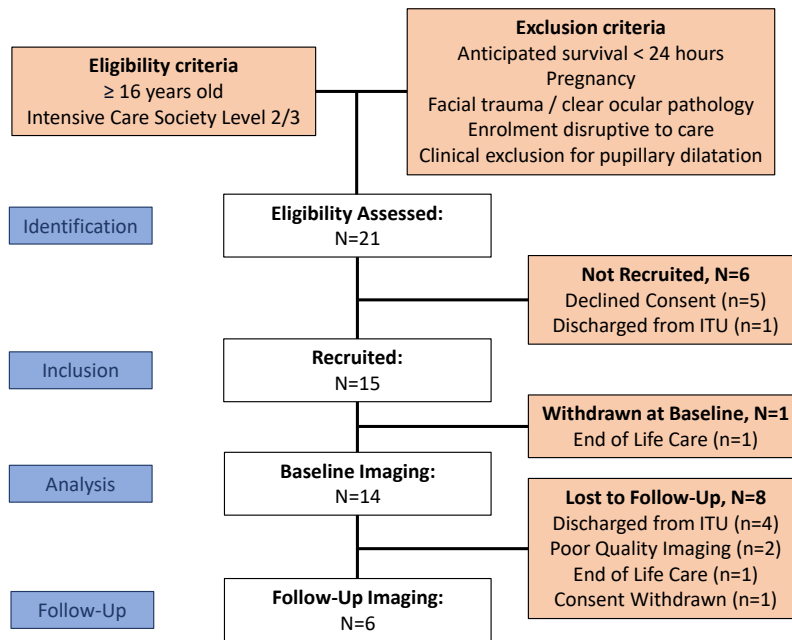 Eligibility criteria
≥ 16 years old
Intensive Care Society Level 2/3
Exclusion criteria
Anticipated survival < 24 hours
Pregnancy
Facial trauma / clear ocular pathology
Enrolment disruptive to care
Clinical exclusion for pupillary dilatation
Identification
Eligibility Assessed:
N=21
Not Recruited, N=6
Declined Consent (n=5)
Discharged from ITU (n=1)
Inclusion
Recruited:
N=15
Withdrawn at Baseline, N=1
End of Life Care (n=1)
Analysis
Baseline Imaging:
N=14
Lost to Follow-Up, N=8
Discharged from ITU (n=4)
Poor Quality Imaging (n=2)
End of Life Care (n=1)
Consent Withdrawn (n=1)
Follow-Up
Follow-Up Imaging:
N=6